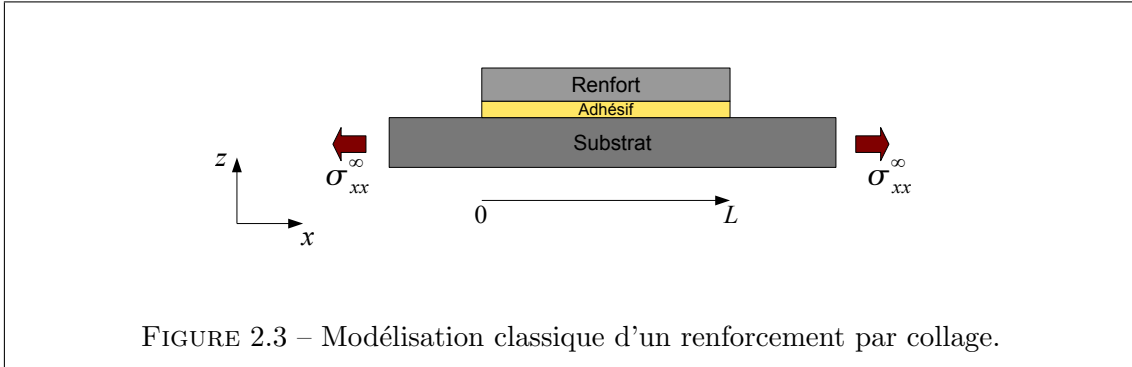 Renfort
Adhésif
Substrat
σ∞xx
σ∞xx
z
x
0
L
FIGURE 2.3 – Modélisation classique d'un renforcement par collage.